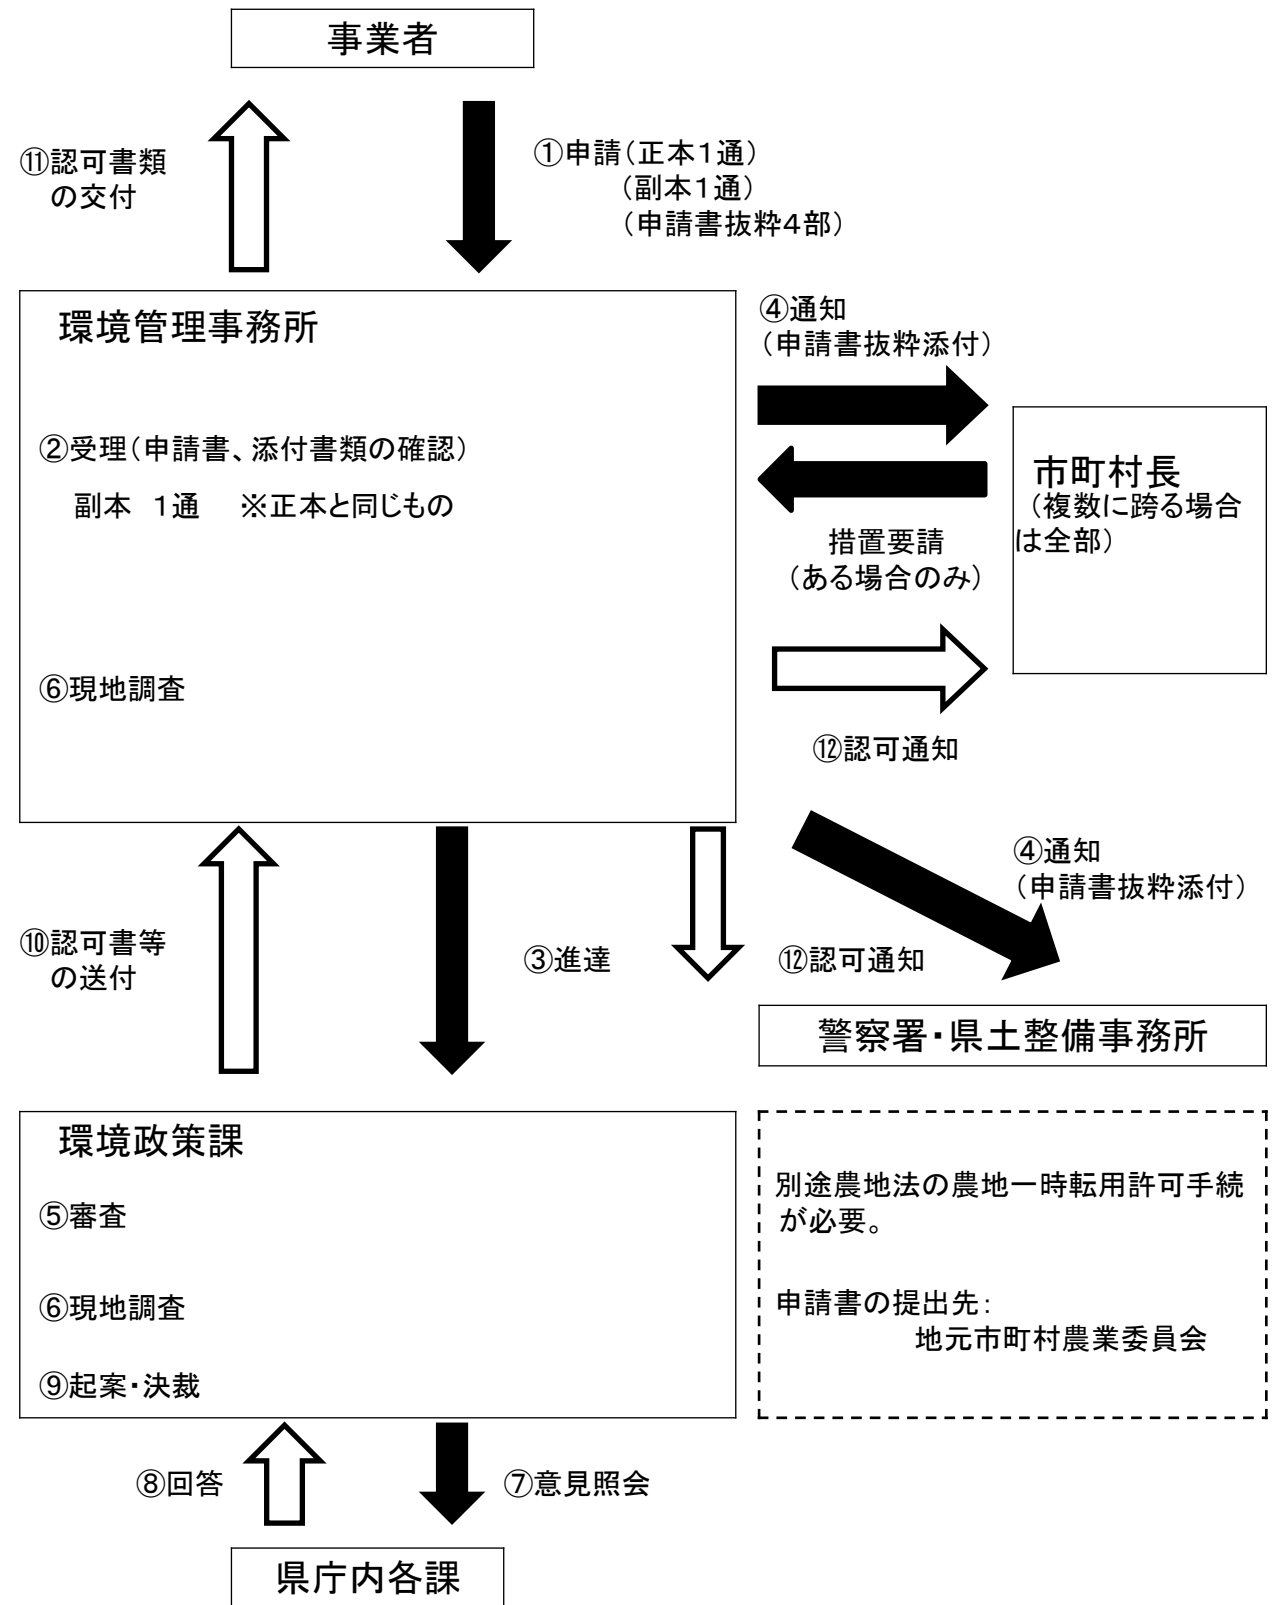 事業者
⑪認可書類
の交付
①申請（正本１通）
（副本１通）
（申請書抜粋４部）
環境管理事務所
②受理（申請書、添付書類の確認）
副本　１通　※正本と同じもの
⑥現地調査
④通知
（申請書抜粋添付）
市町村長
（複数に跨る場合
は全部）
措置要請
（ある場合のみ）
⑫認可通知
④通知
（申請書抜粋添付）
⑩認可書等
の送付
③進達
⑫認可通知
警察署・県土整備事務所
環境政策課
⑤審査
⑥現地調査
⑨起案・決裁
別途農地法の農地一時転用許可手続
が必要。
申請書の提出先：
地元市町村農業委員会
⑧回答
⑦意見照会
県庁内各課